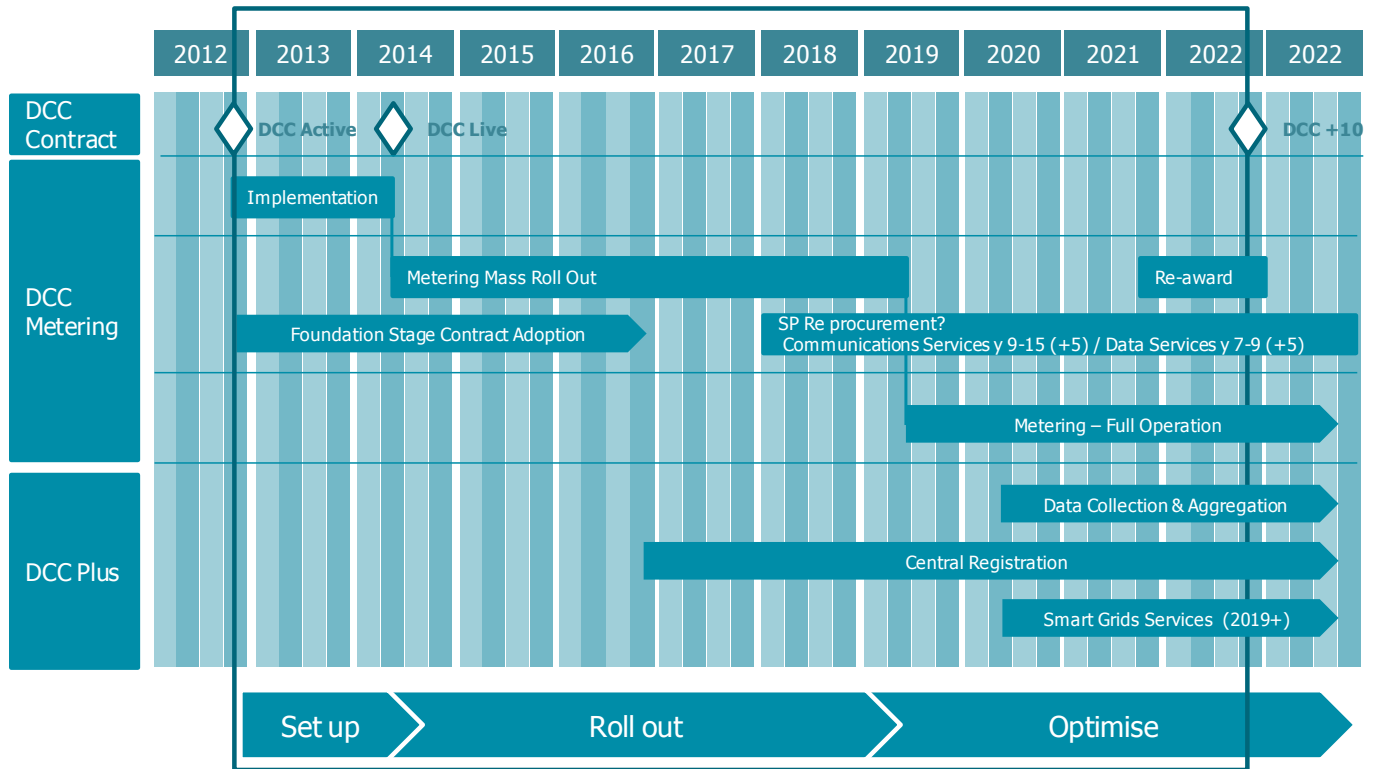 2012 2013 2014 2015 2016 2017 2018 2019 2020 2021 2022 2022
DCC
Contract
DCC Active
DCC Live
DCC +10
DCC
Metering
Implementation
Metering Mass Roll Out
Re-award
Foundation Stage Contract Adoption
SP Re procurement?
Communications Services y 9-15 (+5) / Data Services y 7-9 (+5)
Metering – Full Operation
DCC Plus
Data Collection & Aggregation
Central Registration
Smart Grids Services (2019+)
Set up
Roll out
Optimise